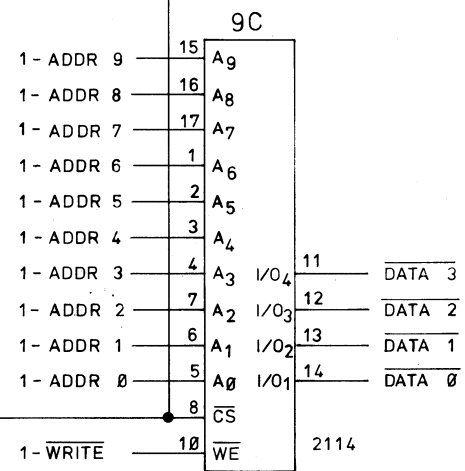 9C
1- ADDR 9 15 A9
1- ADDR 8 16 A8
1- ADDR 7 17 A7
1- ADDR 6 1 A6
1- ADDR 5 2 A5
1- ADDR 4 3 A4
1- ADDR 3 4 A3 I/O4 11 DATA 3
1- ADDR 2 7 A2 I/O3 12 DATA 2
1- ADDR 1 6 A1 I/O2 13 DATA 1
1- ADDR Ø 5 AØ I/O1 14 DATA Ø
8 CS
1- WRITE 1Ø WE 2114